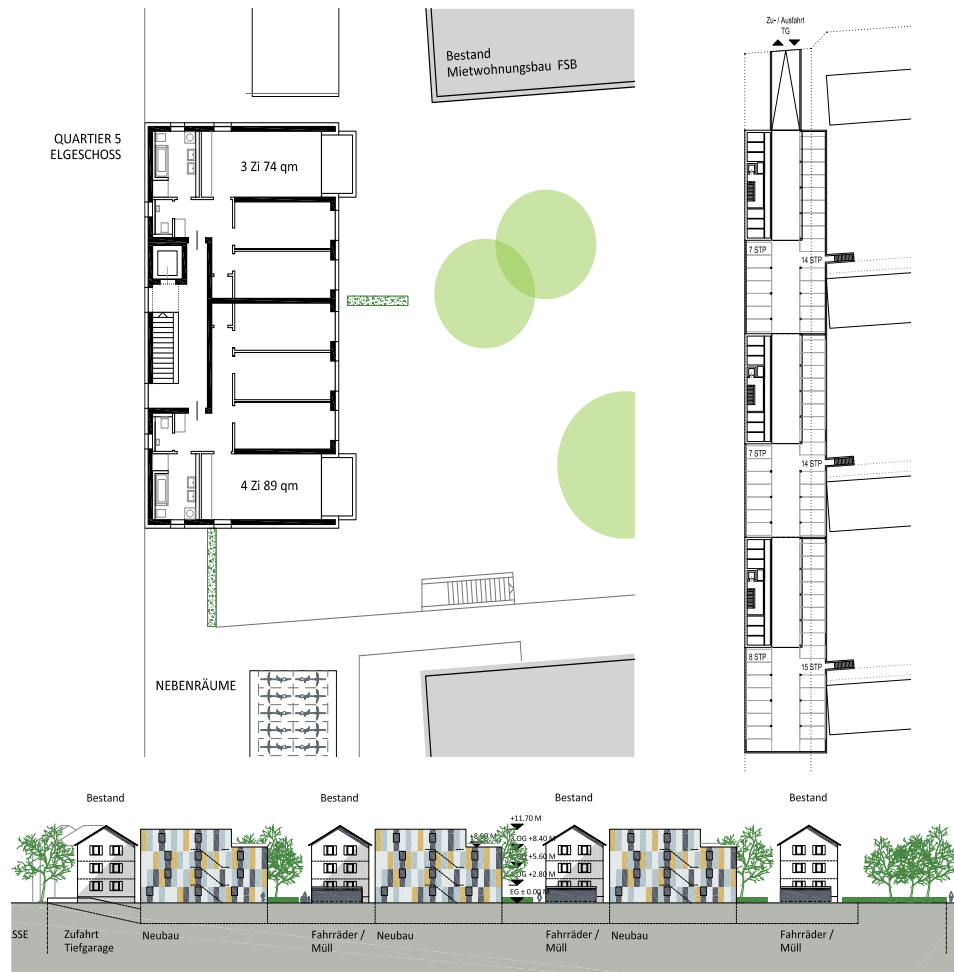 Bestand
Mietwohnungsbau FSB
QUARTIER 5
ELGESCHOSS
3 Zi 74 qm
4 Zi 89 qm
NEBENRÄUME
Zu- / Ausfahrt
TG
7 STP
14 STP
7 STP
14 STP
8 STP
15 STP
Bestand
Bestand
Bestand
Bestand
+11.70 M
OG +8.40 M
+5.60 M
OG +2.80 M
EG ± 0.00 M
SSE
Zufahrt
Tiefgarage
Neubau
Fahrräder /
Müll
Neubau
Fahrräder /
Müll
Neubau
Fahrräder /
Müll